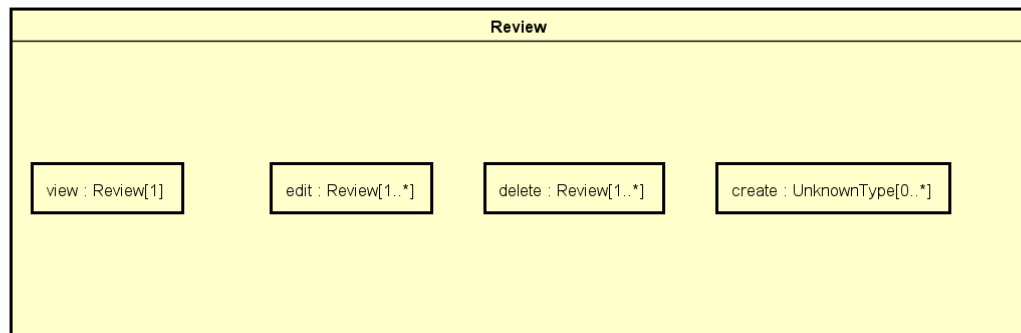 Review
view : Review[1]
edit : Review[1..*]
delete : Review[1..*]
create : UnknownType[0..*]